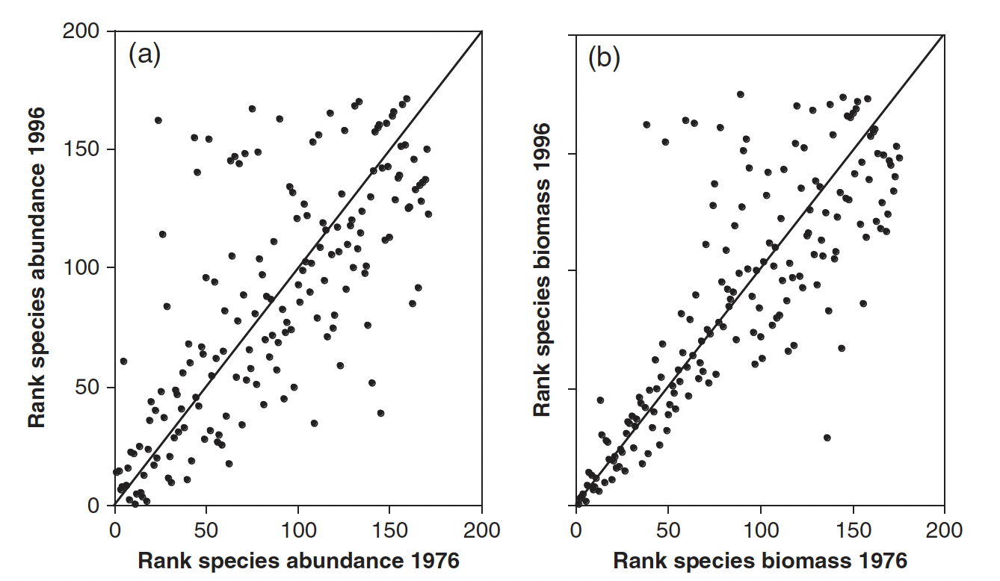 (a)
200
150
100
50
0
0 50 100 150 200
Rank species abundance 1996
Rank species abundance 1976
(b)
0 50 100 150 200
Rank species biomass 1996
Rank species biomass 1976